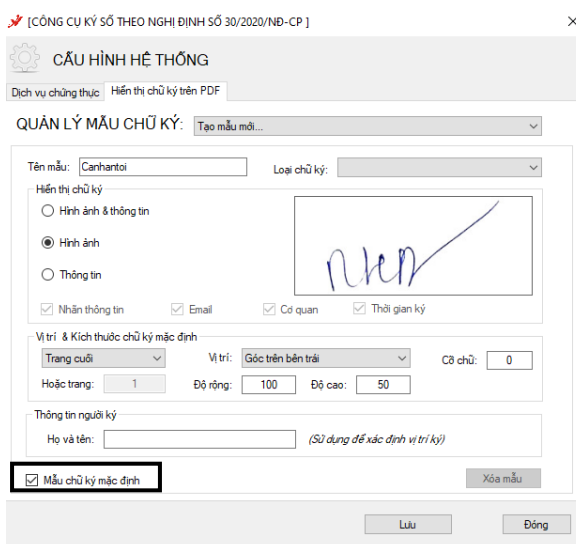 [CÔNG CỤ KÝ SỐ THEO NGHỊ ĐỊNH SỐ 30/2020/NĐ-CP ]
CẤU HÌNH HỆ THỐNG
Dịch vụ chứng thực Hiển thị chữ ký trên PDF
QUẢN LÝ MẪU CHỮ KÝ: Tạo mẫu mới...
Tên mẫu: Canhantoi Loại chữ ký:
Hiển thị chữ ký
Hình ảnh & thông tin
Hình ảnh
Thông tin
Nhãn thông tin Email Cơ quan Thời gian ký
Vị trí & Kích thước chữ ký mặc định
Trang cuối Vị trí: Góc trên bên trái Cỡ chữ: 0
Hoặc trang: 1 Độ rộng: 100 Độ cao: 50
Thông tin người ký
Họ và tên: (Sử dụng để xác định vị trí ký)
Mẫu chữ ký mặc định Xóa mẫu
Lưu Đóng